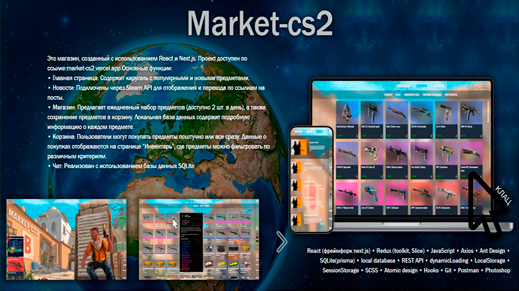 Market-cs2
Это магазин, созданный с использованием React и Next.js. Проект доступен по
ссылке:market-cs2.vercel.app Основные функции:
• Главная страница: Содержит карусель с популярными и новыми предметами.
• Новости: Подключены через Steam API для отображения и перехода по ссылкам на
посты.
• Магазин: Предлагает ежедневный набор предметов (доступно 2 шт. в день), а также
сохранение предметов в корзину. Локальная база данных содержит подробную
информацию о каждом предмете.
• Корзина: Пользователи могут покупать предметы поштучно или все сразу. Данные о
покупках отображаются на странице "Инвентарь", где предметы можно фильтровать по
различным критериям.
• Чат: Реализован с использованием базы данных SQLite
КЛАЦ
React (фреймворк next.js) • Redux (toolkit, Slice) • JavaScript • Axios • Ant Design •
SQLite(prisma) • local database • REST API • dynamicLoading • LocalStorage •
SessionStorage • SCSS • Atomic design • Hooks • Git • Postman • Photoshop